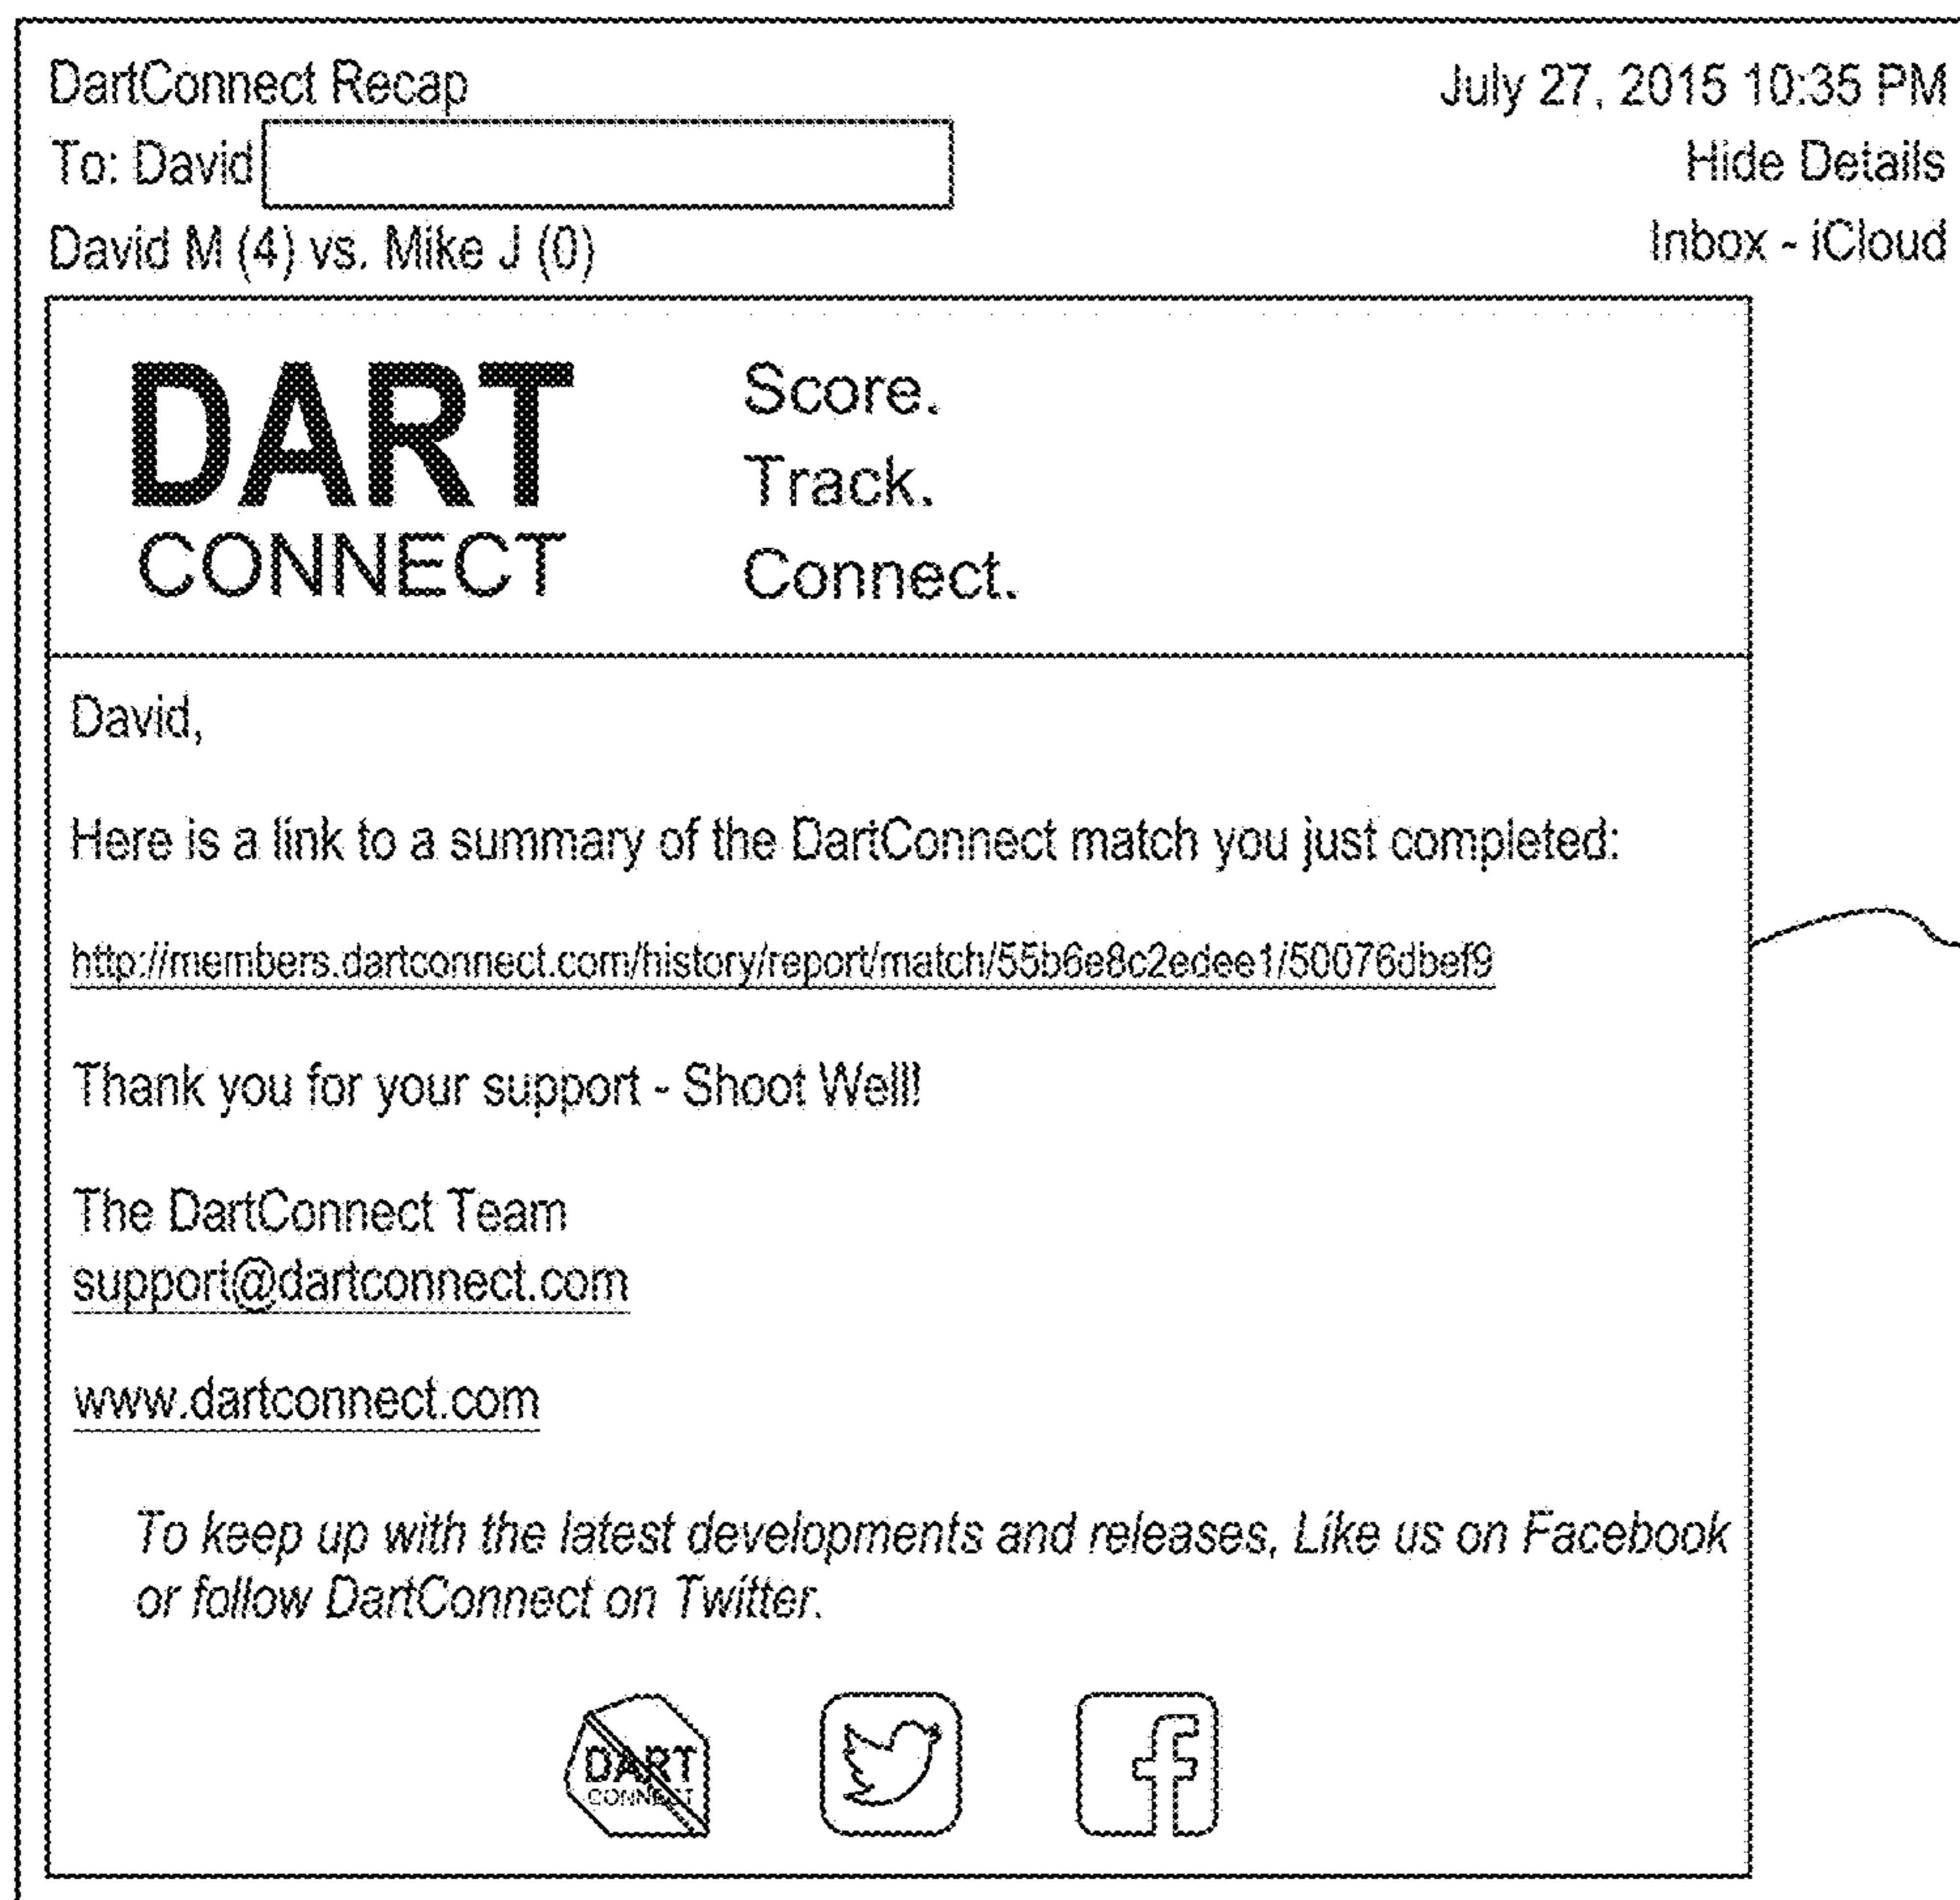 DartConnect Recap
July 27, 2015 10:35 PM
To: David
Hide Details
David M (4) vs. Mike J (0)
Inbox - iCloud
DART
CONNECT
Score.
Track.
Connect.
David,
Here is a link to a summary of the DartConnect match you just completed:
http://members.dartconnect.com/history/report/match/55b6e8c2edee1/50076dbef9
Thank you for your support - Shoot Well!
The DartConnect Team
support@dartconnect.com
www.dartconnect.com
To keep up with the latest developments and releases, Like us on Facebook
or follow DartConnect on Twitter.
DART
CONNECT